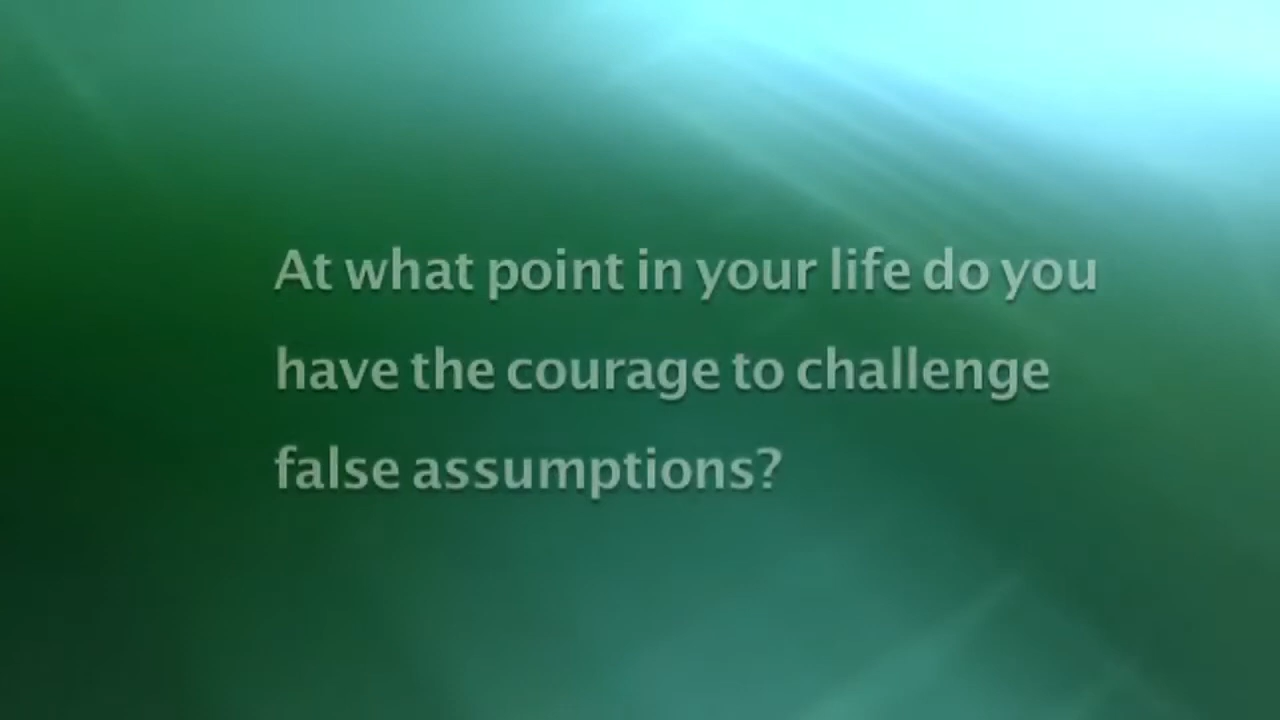 At what point in your life do you
have the courage to challenge
false assumptions?